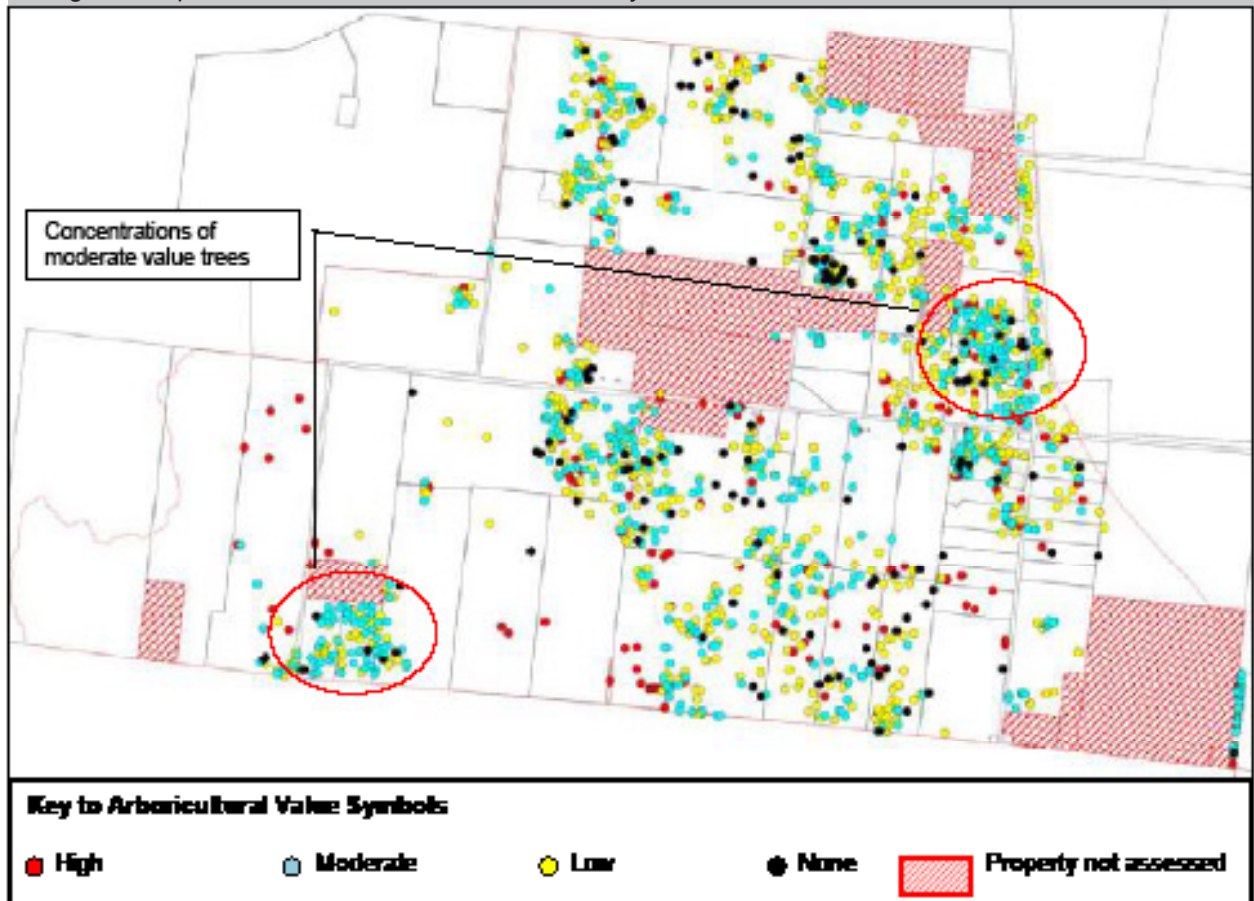 Concentrations of
moderate value trees
Key to Arboricultural Value Symbols
High
Moderate
Low
None
Property not assessed